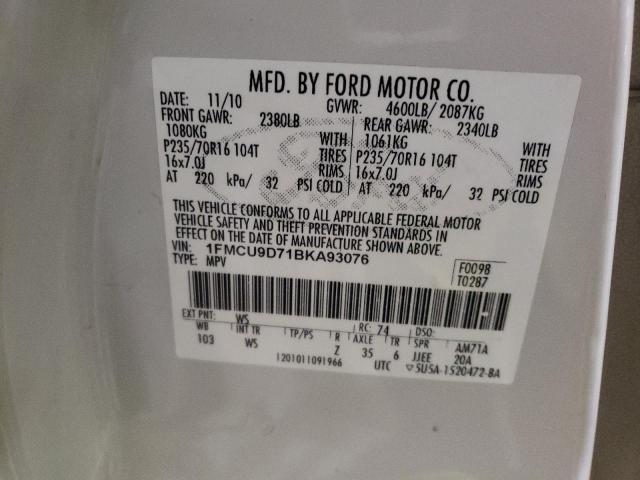 MFD. BY FORD MOTOR CO.
DATE: 11/10 GVWR: 4600LB/ 2087KG
FRONT GAWR: 2380LB REAR GAWR: 2340LB
1080KG WITH 1061KG WITH
P235/70R16 104T TIRES P235/70R16 104T TIRES
16x7.0J RIMS 16x7.0J RIMS
AT 220 kPa/ 32 PSI COLD AT 220 kPa/ 32 PSI COLD
THIS VEHICLE CONFORMS TO ALL APPLICABLE FEDERAL MOTOR
VEHICLE SAFETY AND THEFT PREVENTION STANDARDS IN
EFFECT ON THE DATE OF MANUFACTURE SHOWN ABOVE.
VIN: 1FMCU9D71BKA93076
TYPE: MPV
F0098
T0287
EXT PNT: WS RC: 74 DSO:
WB INT TR TP/PS R AXLE TR SPR AM71A
103 WS Z 35 6 JJEE 20A
1201011091966 UTC ▽5U5A-1520472-BA